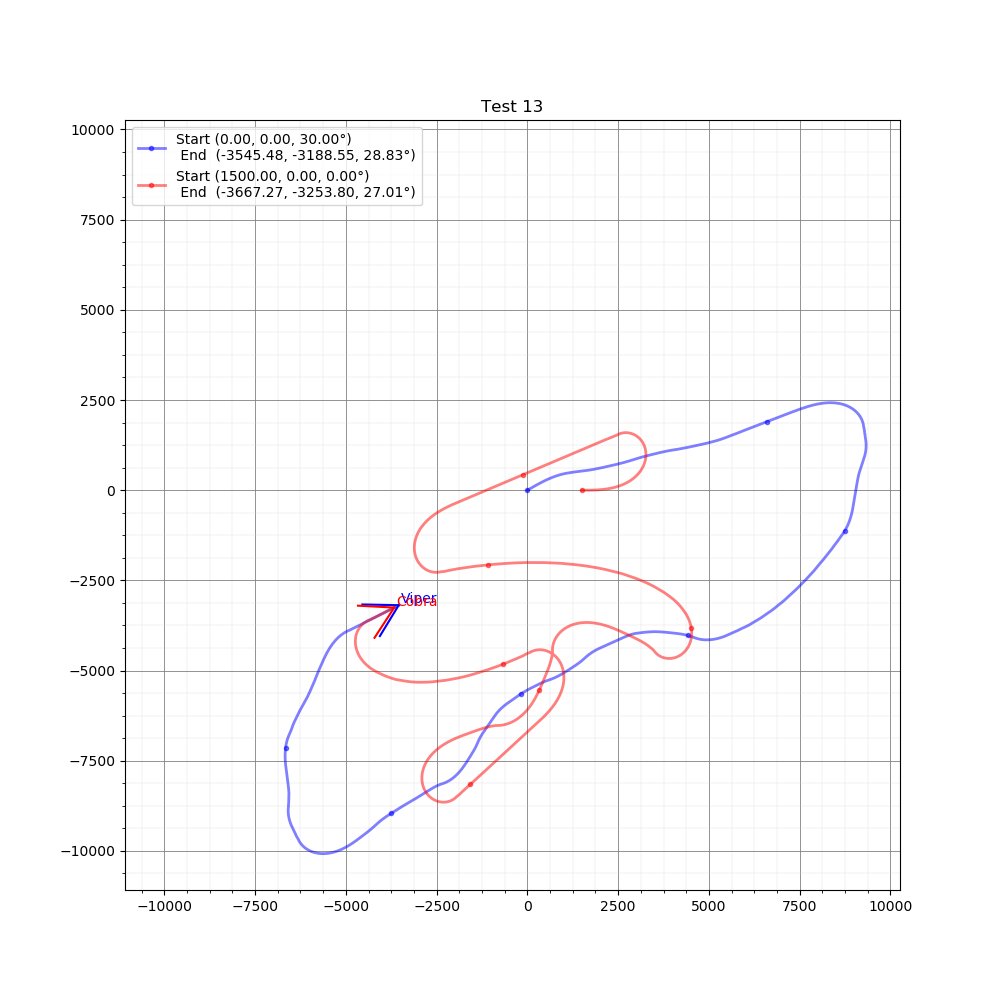 Test 13
Start (0.00, 0.00, 30.00°)
End (-3545.48, -3188.55, 28.83°)
Start (1500.00, 0.00, 0.00°)
End (-3667.27, -3253.80, 27.01°)
10000
7500
5000
2500
0
−2500
−5000
−7500
−10000
Viper
Cobra
−10000 −7500 −5000 −2500 0 2500 5000 7500 10000